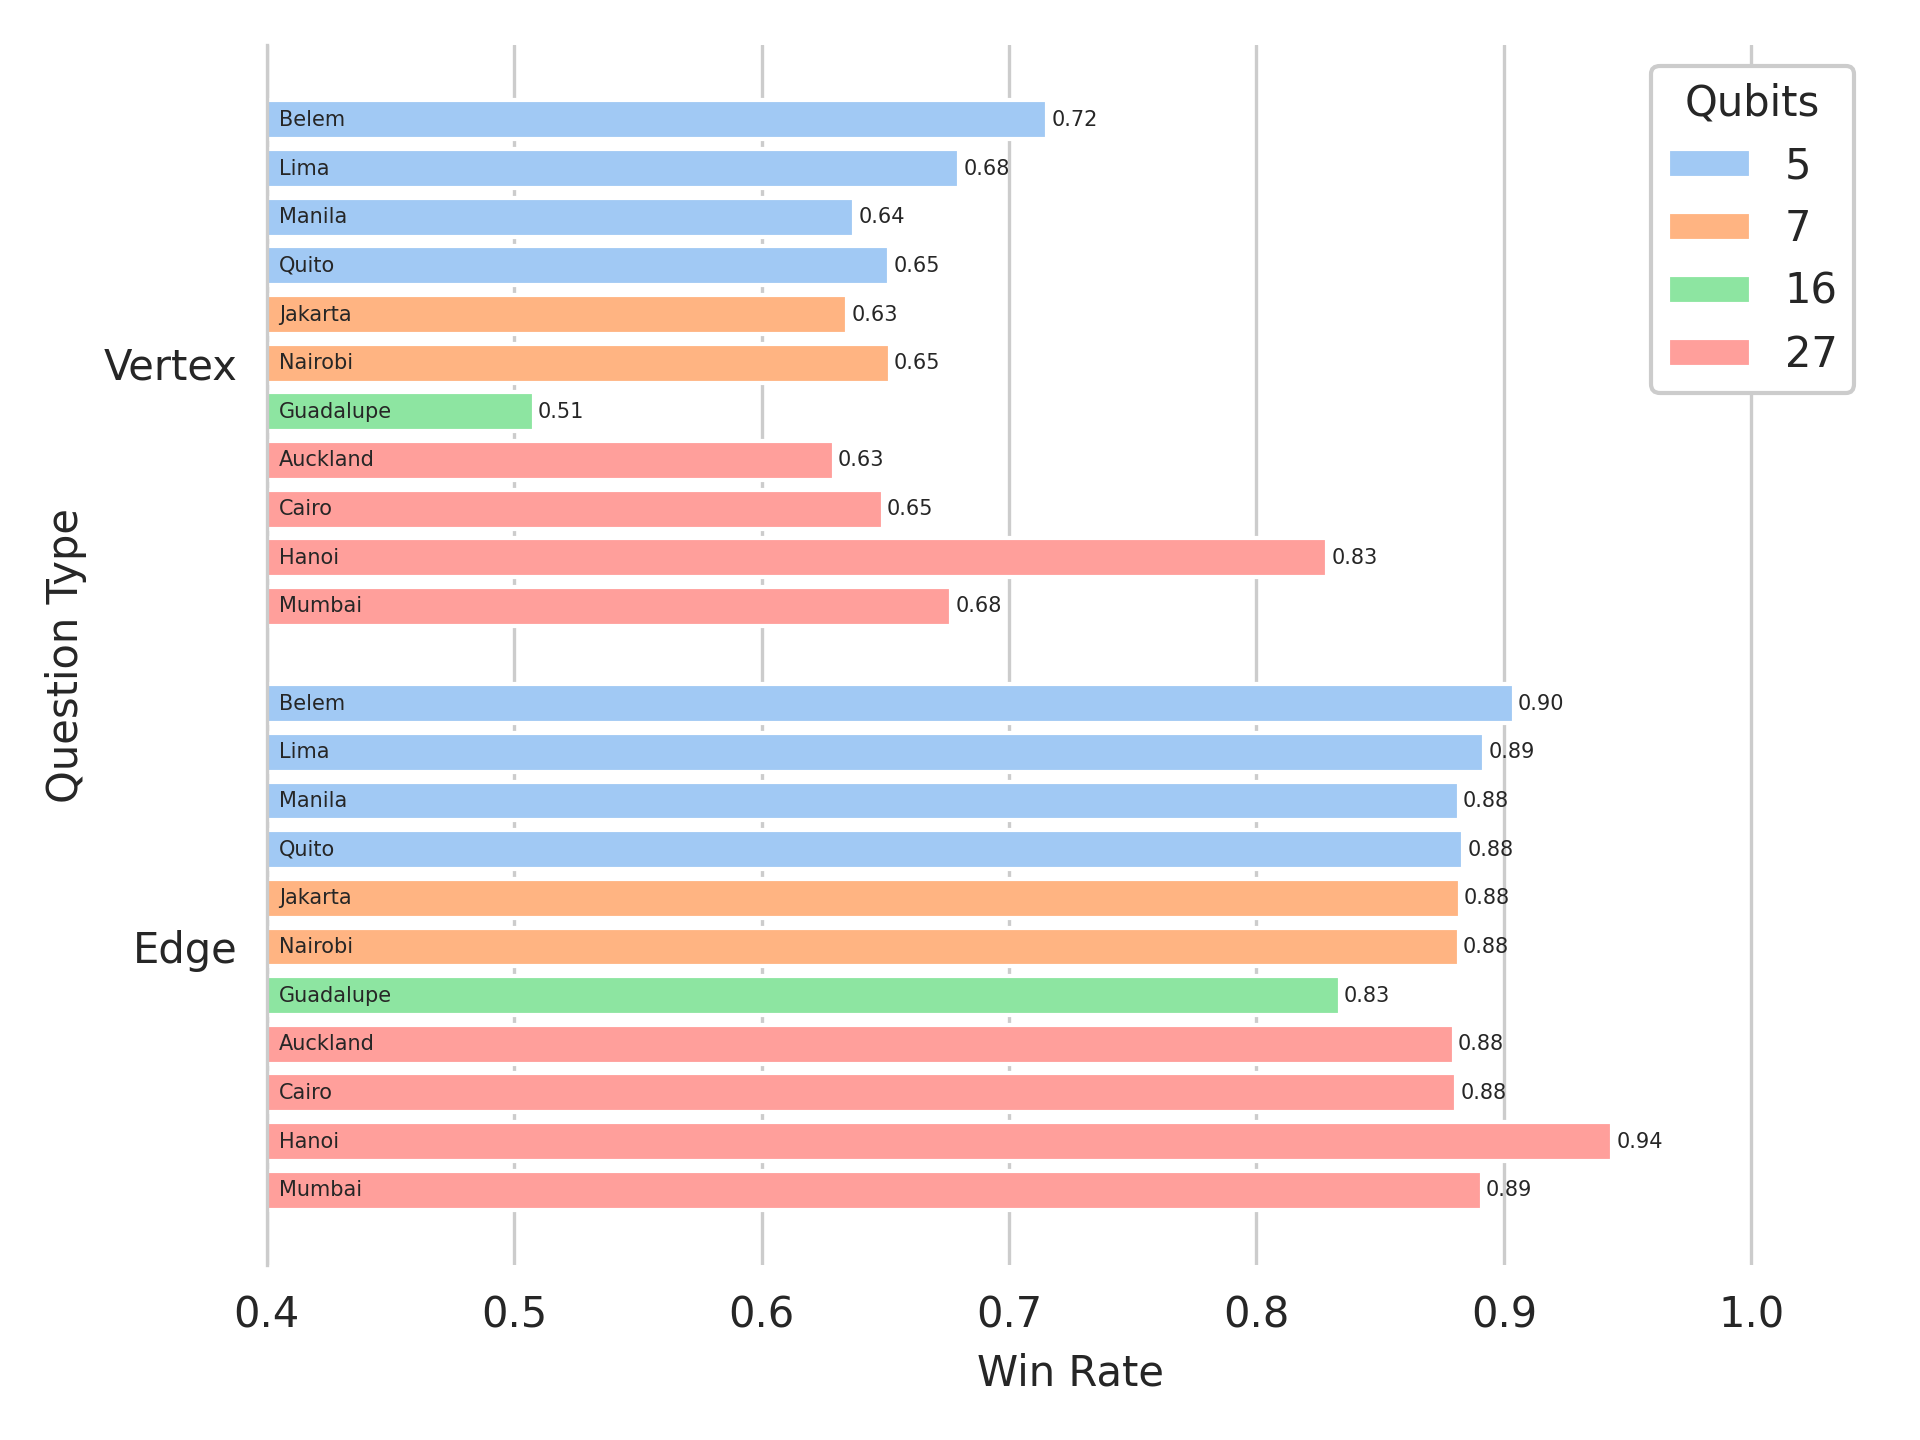 Qubits
5
7
16
27
Question Type
Vertex
Belem 0.72
Lima 0.68
Manila 0.64
Quito 0.65
Jakarta 0.63
Nairobi 0.65
Guadalupe 0.51
Auckland 0.63
Cairo 0.65
Hanoi 0.83
Mumbai 0.68
Edge
Belem 0.90
Lima 0.89
Manila 0.88
Quito 0.88
Jakarta 0.88
Nairobi 0.88
Guadalupe 0.83
Auckland 0.88
Cairo 0.88
Hanoi 0.94
Mumbai 0.89
0.4 0.5 0.6 0.7 0.8 0.9 1.0
Win Rate